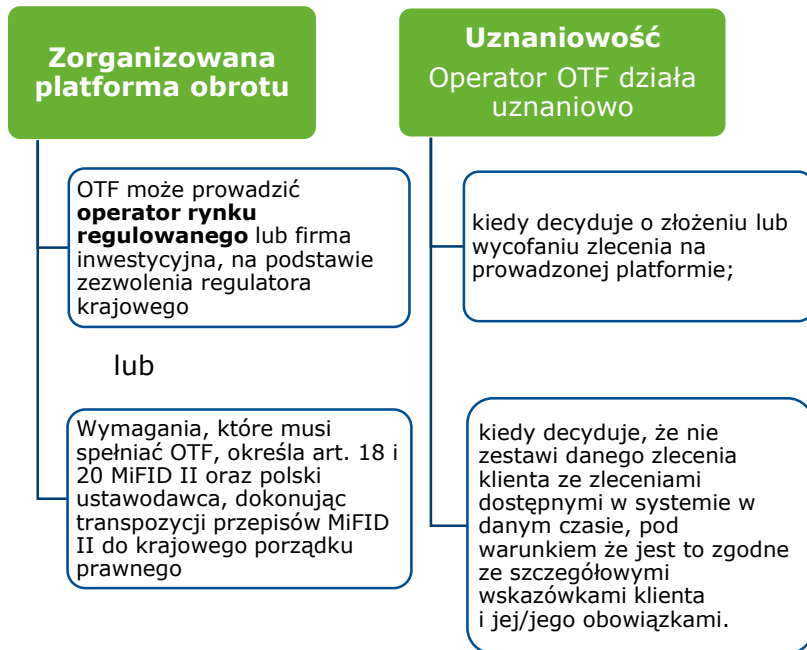 Zorganizowana
platforma obrotu
OTF może prowadzić
operator rynku
regulowanego lub firma
inwestycyjna, na podstawie
zezwolenia regulatora
krajowego
lub
Wymagania, które musi
spełniać OTF, określa art. 18 i
20 MiFID II oraz polski
ustawodawca, dokonując
transpozycji przepisów MiFID
II do krajowego porządku
prawnego
Uznaniowość
Operator OTF działa
uznaniowo
kiedy decyduje o złożeniu lub
wycofaniu zlecenia na
prowadzonej platformie;
kiedy decyduje, że nie
zestawi danego zlecenia
klienta ze zleceniami
dostępnymi w systemie w
danym czasie, pod
warunkiem że jest to zgodne
ze szczegółowymi
wskazówkami klienta
i jej/jego obowiązkami.